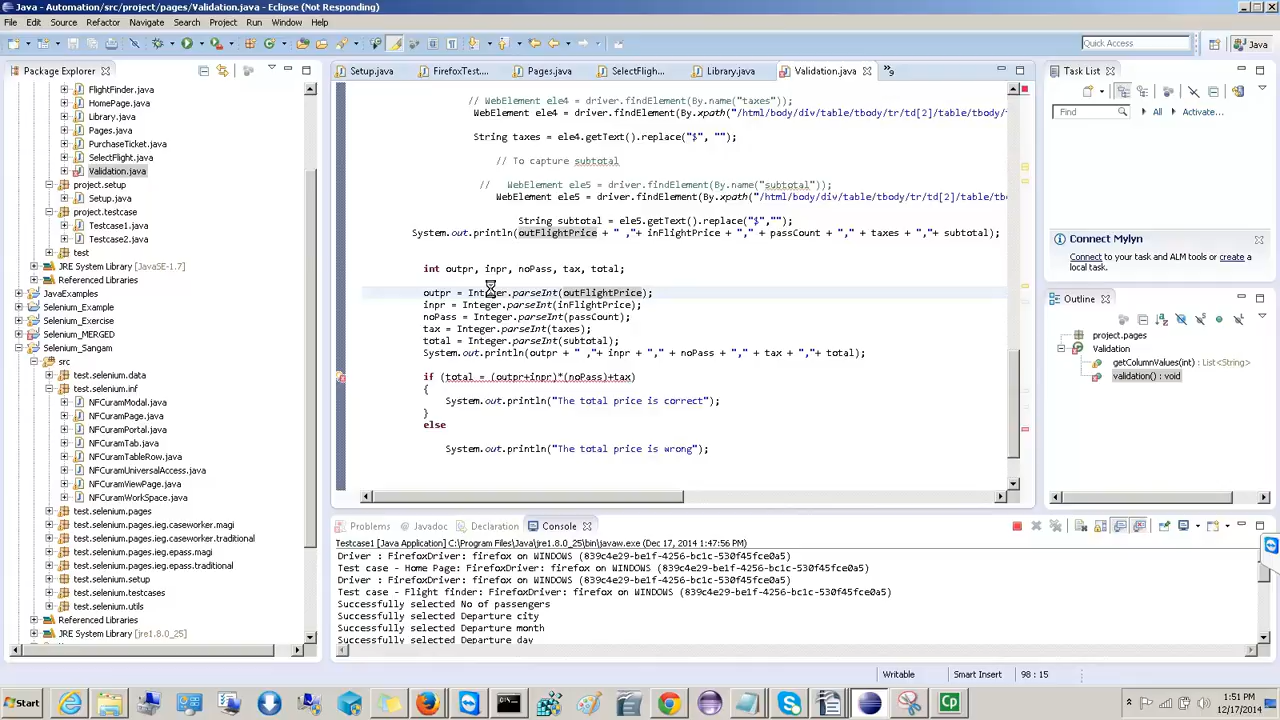 Java - Automation/src/project/pages/Validation.java - Eclipse (Not Responding)
File Edit Source Refactor Navigate Search Project Run Window Help
Quick Access
Java
Package Explorer
FlightFinder.java
HomePage.java
Library.java
Pages.java
PurchaseTicket.java
SelectFlight.java
Validation.java
project.setup
Setup.java
project.testcase
Testcase1.java
Testcase2.java
test
JRE System Library [JavaSE-1.7]
Referenced Libraries
JavaExamples
Selenium_Example
Selenium_Exercise
Selenium_MERGED
Selenium_Sangam
src
test.selenium.data
test.selenium.inf
NFCuramModal.java
NFCuramPage.java
NFCuramPortal.java
NFCuramTab.java
NFCuramTableRow.java
NFCuramUniversalAccess.java
NFCuramViewPage.java
NFCuramWorkSpace.java
test.selenium.pages
test.selenium.pages.ieg.caseworker.magi
test.selenium.pages.ieg.caseworker.traditional
test.selenium.pages.ieg.epass.magi
test.selenium.pages.ieg.epass.traditional
test.selenium.setup
test.selenium.testcases
test.selenium.utils
Referenced Libraries
JRE System Library [jre1.8.0_25]
Setup.java FirefoxTest.... Pages.java SelectFligh... Library.java Validation.java »9
// WebElement ele4 = driver.findElement(By.name("taxes"));
WebElement ele4 = driver.findElement(By.xpath("/html/body/div/table/tbody/tr/td[2]/table/tbody/
String taxes = ele4.getText().replace("$", "");
// To capture subtotal
// WebElement ele5 = driver.findElement(By.name("subtotal"));
WebElement ele5 = driver.findElement(By.xpath("/html/body/div/table/tbody/tr/td[2]/table/tbody/
String subtotal = ele5.getText().replace("$","");
System.out.println(outFlightPrice + " ,"+ inFlightPrice + "," + passCount + "," + taxes + ","+ subtotal);
int outpr, inpr, noPass, tax, total;
outpr = Integer.parseInt(outFlightPrice);
inpr = Integer.parseInt(inFlightPrice);
noPass = Integer.parseInt(passCount);
tax = Integer.parseInt(taxes);
total = Integer.parseInt(subtotal);
System.out.println(outpr + " ,"+ inpr + "," + noPass + "," + tax + ","+ total);
if (total = (outpr+inpr)*(noPass)+tax)
{
System.out.println("The total price is correct");
}
else
System.out.println("The total price is wrong");
Problems Javadoc Declaration Console
Testcase1 [Java Application] C:\Program Files\Java\jre1.8.0_25\bin\javaw.exe (Dec 17, 2014 1:47:56 PM)
Driver : FirefoxDriver: firefox on WINDOWS (839c4e29-be1f-4256-bc1c-530f45fce0a5)
Test case - Home Page: FirefoxDriver: firefox on WINDOWS (839c4e29-be1f-4256-bc1c-530f45fce0a5)
Driver : FirefoxDriver: firefox on WINDOWS (839c4e29-be1f-4256-bc1c-530f45fce0a5)
Test case - Flight finder: FirefoxDriver: firefox on WINDOWS (839c4e29-be1f-4256-bc1c-530f45fce0a5)
Successfully selected No of passengers
Successfully selected Departure city
Successfully selected Departure month
Successfully selected Departure day
Task List
Find All Activate...
Connect Mylyn
Connect to your task and ALM tools or create a local task.
Outline
project.pages
Validation
getColumnValues(int) : List<String>
validation() : void
Writable Smart Insert 98 : 15
Start
1:51 PM
12/17/2014